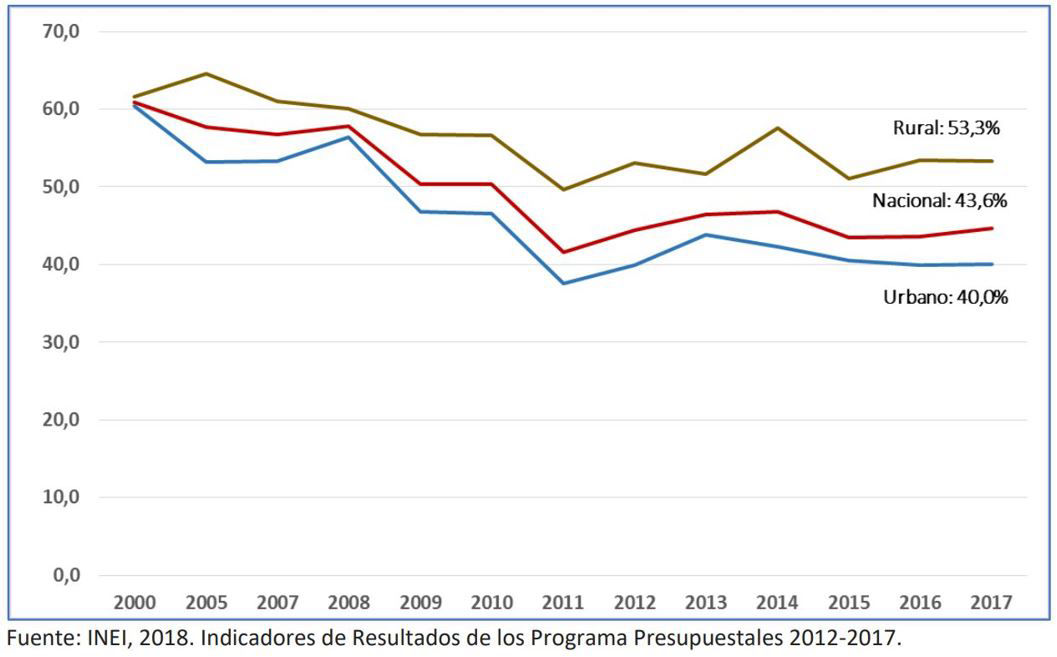 70,0
60,0
50,0
40,0
30,0
20,0
10,0
0,0
Rural: 53,3%
Nacional: 43,6%
Urbano: 40,0%
2000 2005 2007 2008 2009 2010 2011 2012 2013 2014 2015 2016 2017
Fuente: INEI, 2018. Indicadores de Resultados de los Programa Presupuestales 2012-2017.